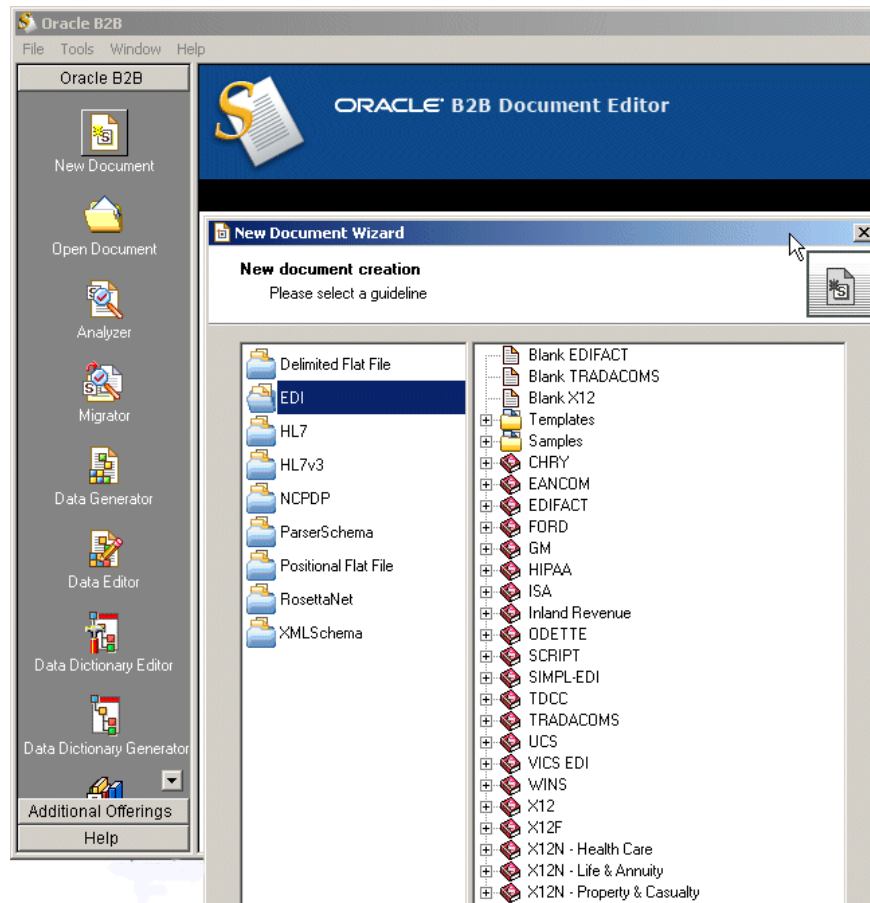 Oracle B2B
File Tools Window Help
Oracle B2B
New Document
Open Document
Analyzer
Migrator
Data Generator
Data Editor
Data Dictionary Editor
Data Dictionary Generator
Additional Offerings
Help
ORACLE B2B Document Editor
New Document Wizard
New document creation
Please select a guideline
Delimited Flat File
EDI
HL7
HL7v3
NCPDP
ParserSchema
Positional Flat File
RosettaNet
XMLSchema
Blank EDIFACT
Blank TRADACOMS
Blank X12
Templates
Samples
CHRY
EANCOM
EDIFACT
FORD
GM
HIPAA
ISA
Inland Revenue
ODETTE
SCRIPT
SIMPL-EDI
TDCC
TRADACOMS
UCS
VICS EDI
WINS
X12
X12F
X12N - Health Care
X12N - Life & Annuity
X12N - Property & Casualty